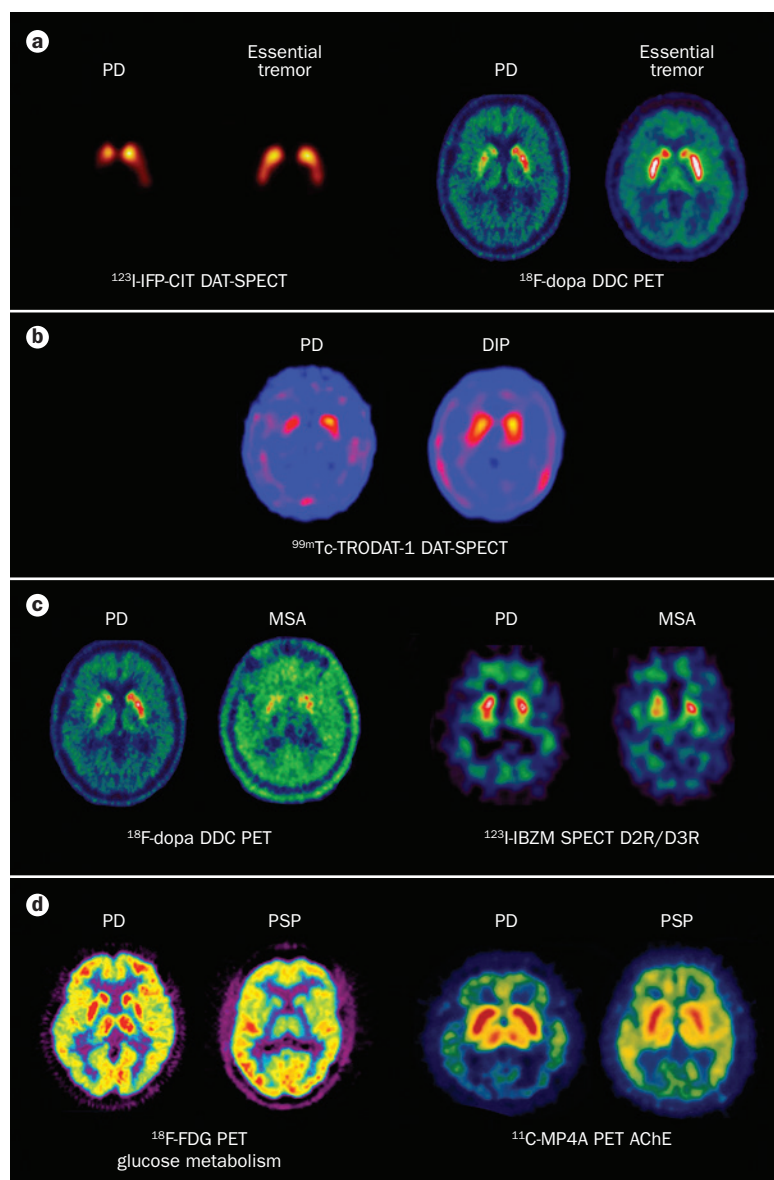 a
PD
Essential
tremor
PD
Essential
tremor
¹²³I-IFP-CIT DAT-SPECT
¹⁸F-dopa DDC PET
b
PD
DIP
⁹⁹ᵐTc-TRODAT-1 DAT-SPECT
c
PD
MSA
PD
MSA
¹⁸F-dopa DDC PET
¹²³I-IBZM SPECT D2R/D3R
d
PD
PSP
PD
PSP
¹⁸F-FDG PET
glucose metabolism
¹¹C-MP4A PET AChE